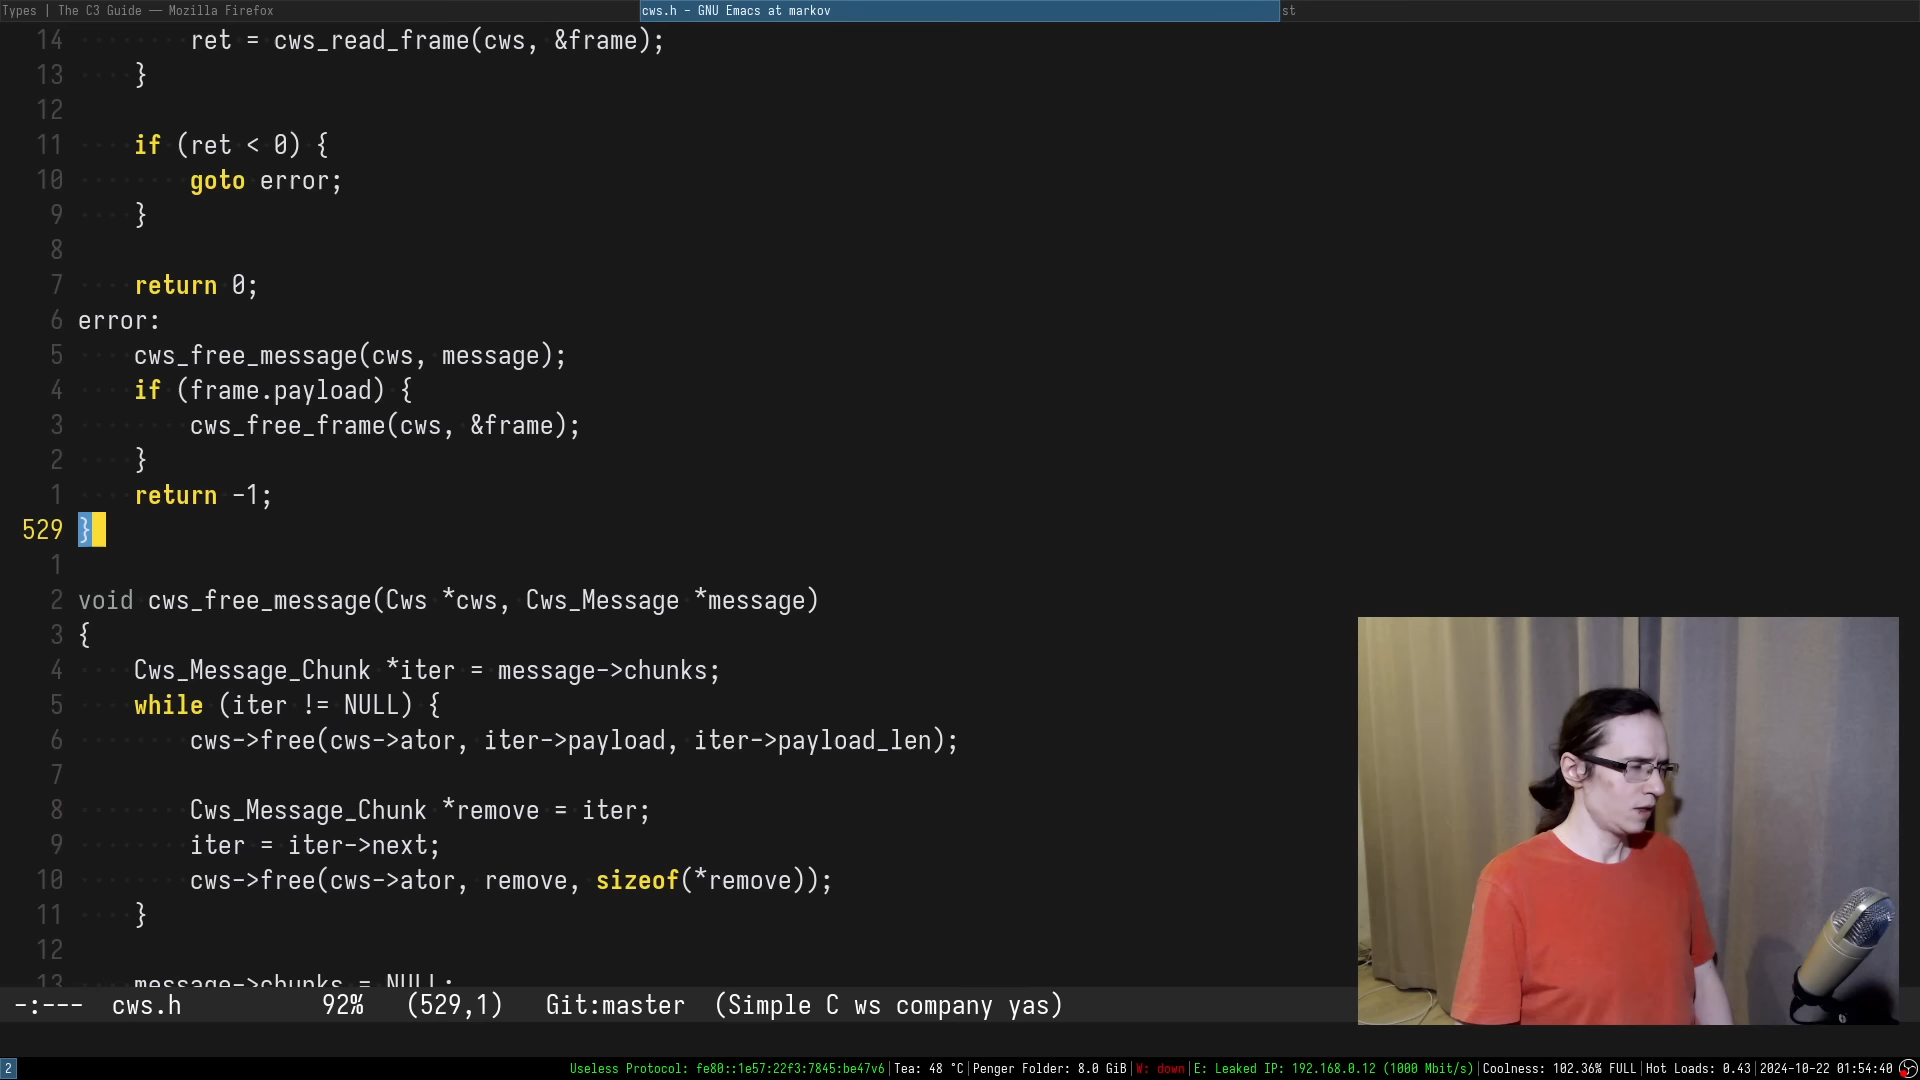 Types | The C3 Guide — Mozilla Firefox
cws.h - GNU Emacs at markov
st
14 ret = cws_read_frame(cws, &frame);
13 }
12
11 if (ret < 0) {
10 goto error;
9 }
8
7 return 0;
6 error:
5 cws_free_message(cws, message);
4 if (frame.payload) {
3 cws_free_frame(cws, &frame);
2 }
1 return -1;
529 }
1
2 void cws_free_message(Cws *cws, Cws_Message *message)
3 {
4 Cws_Message_Chunk *iter = message->chunks;
5 while (iter != NULL) {
6 cws->free(cws->ator, iter->payload, iter->payload_len);
7
8 Cws_Message_Chunk *remove = iter;
9 iter = iter->next;
10 cws->free(cws->ator, remove, sizeof(*remove));
11 }
12
13 message->chunks = NULL;
-:--- cws.h 92% (529,1) Git:master (Simple C ws company yas)
2 Useless Protocol: fe80::1e57:22f3:7845:be47v6|Tea: 48 °C|Penger Folder: 8.0 GiB|W: down|E: Leaked IP: 192.168.0.12 (1000 Mbit/s)|Coolness: 102.36% FULL|Hot Loads: 0.43|2024-10-22 01:54:40